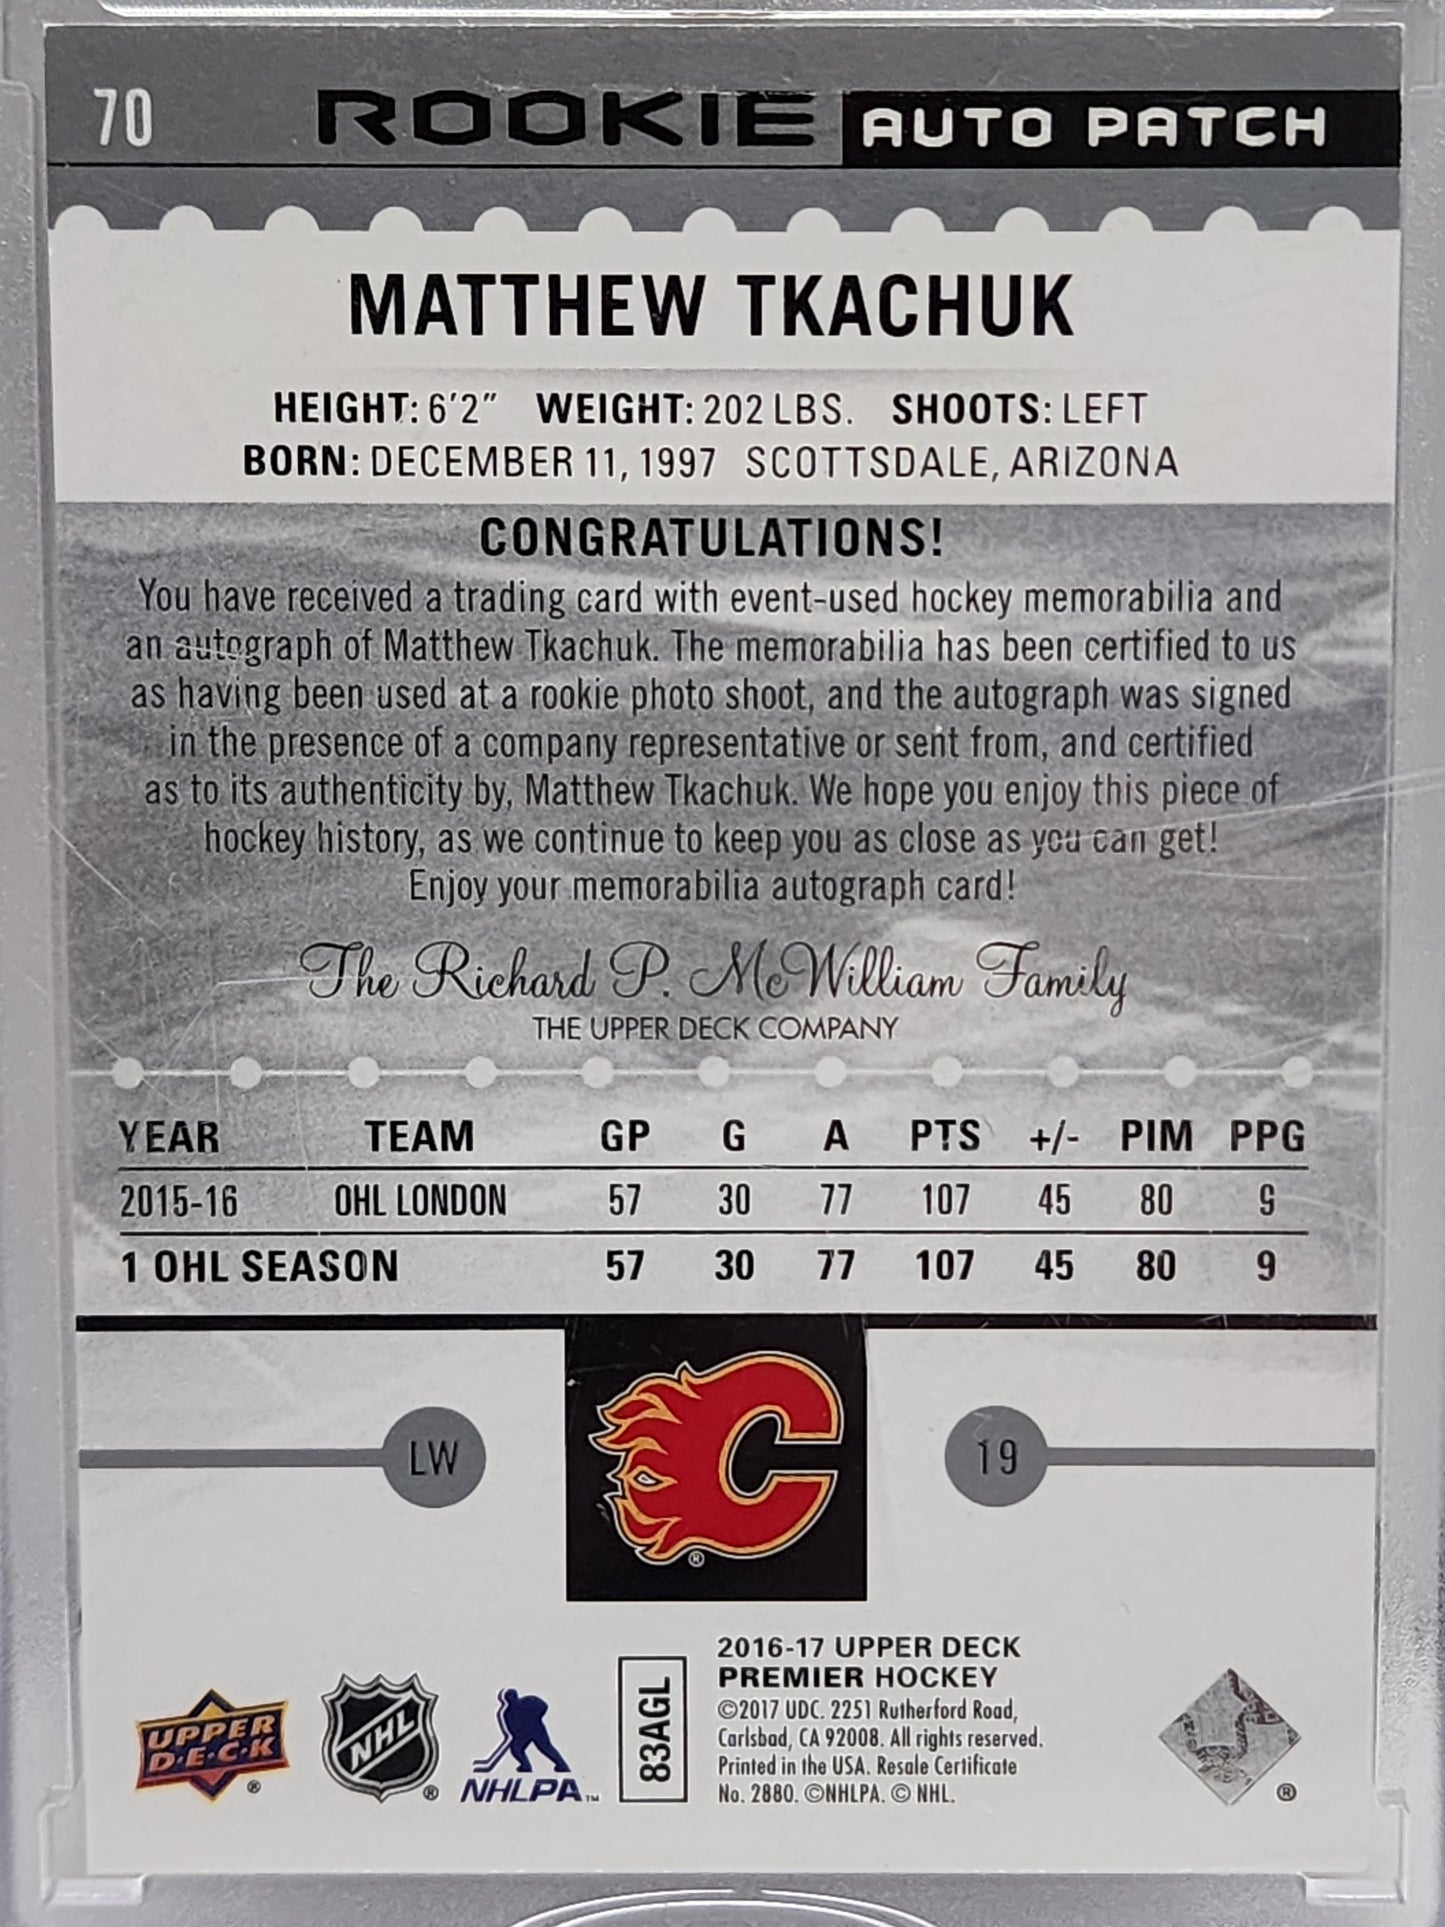 70 ROOKIE AUTO PATCH
MATTHEW TKACHUK
HEIGHT: 6'2" WEIGHT: 202 LBS. SHOOTS: LEFT
BORN: DECEMBER 11, 1997 SCOTTSDALE, ARIZONA
CONGRATULATIONS!
You have received a trading card with event-used hockey memorabilia and
an autograph of Matthew Tkachuk. The memorabilia has been certified to us
as having been used at a rookie photo shoot, and the autograph was signed
in the presence of a company representative or sent from, and certified
as to its authenticity by, Matthew Tkachuk. We hope you enjoy this piece of
hockey history, as we continue to keep you as close as you can get!
Enjoy your memorabilia autograph card!
The Richard P. McWilliam Family
THE UPPER DECK COMPANY
YEAR TEAM GP G A PTS +/- PIM PPG
2015-16 OHL LONDON 57 30 77 107 45 80 9
1 OHL SEASON 57 30 77 107 45 80 9
LW
C
®
19
UPPER
D·E·C·K
®
NHL
®
NHLPA™
83AGL
2016-17 UPPER DECK
PREMIER HOCKEY
©2017 UDC. 2251 Rutherford Road,
Carlsbad, CA 92008. All rights reserved.
Printed in the USA. Resale Certificate
No. 2880. ©NHLPA. © NHL.
®